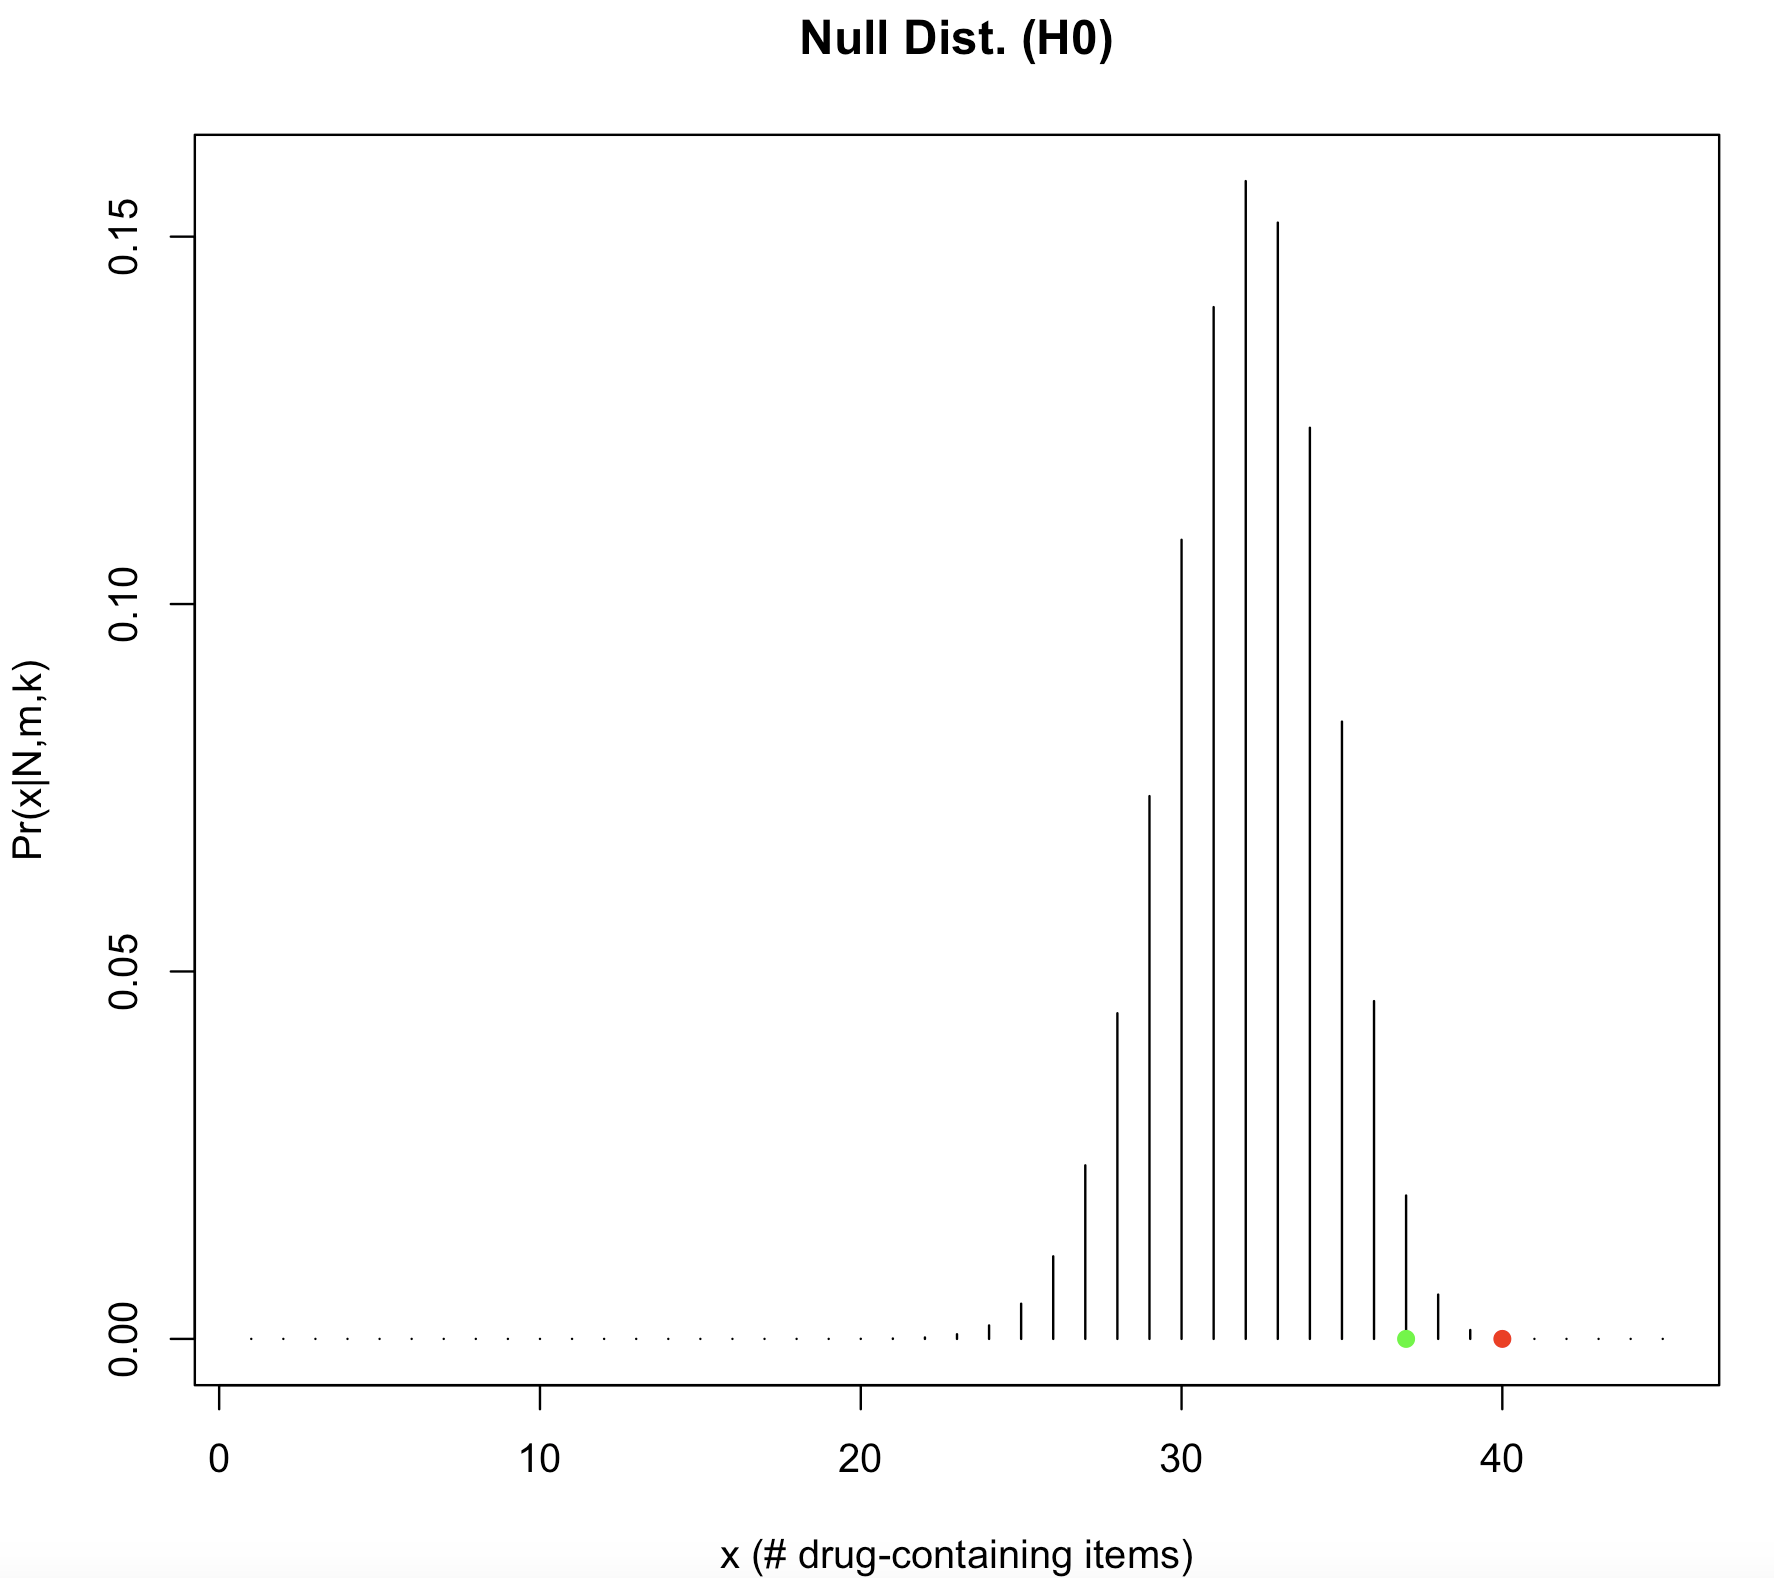 Null Dist. (H0)
Pr(x|N,m,k)
0.15
0.10
0.05
0.00
0 10 20 30 40
x (# drug-containing items)